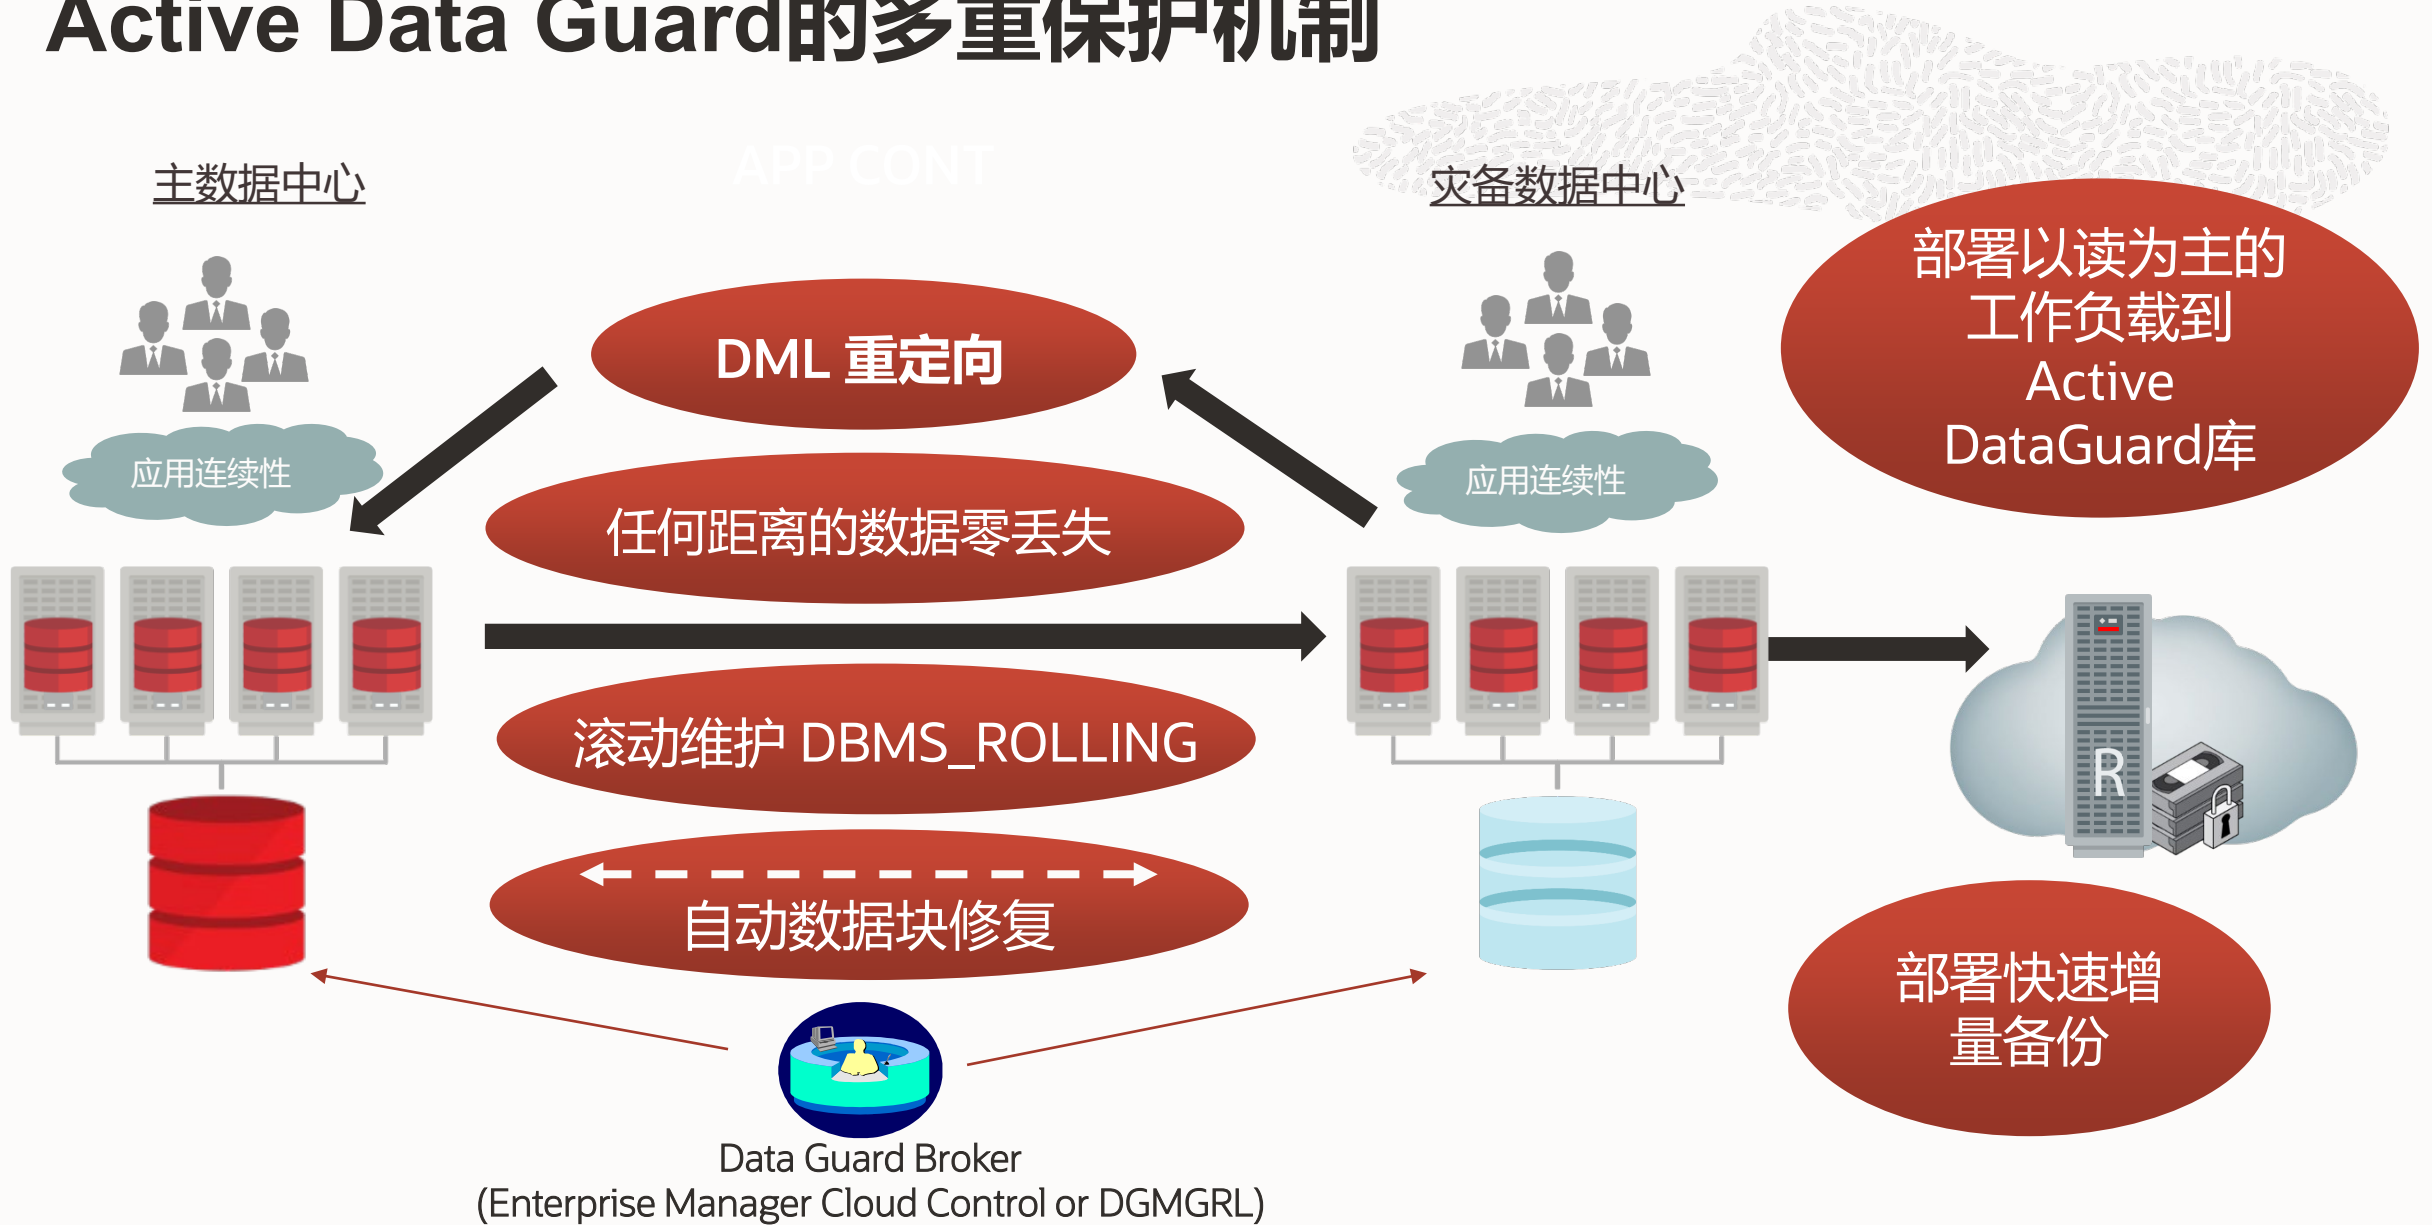 Active Data Guard的多重保护机制
APP CONT
主数据中心
灾备数据中心
部署以读为主的
工作负载到
Active
DataGuard库
DML 重定向
应用连续性
应用连续性
任何距离的数据零丢失
滚动维护 DBMS_ROLLING
R
自动数据块修复
部署快速增
量备份
Data Guard Broker
(Enterprise Manager Cloud Control or DGMGRL)